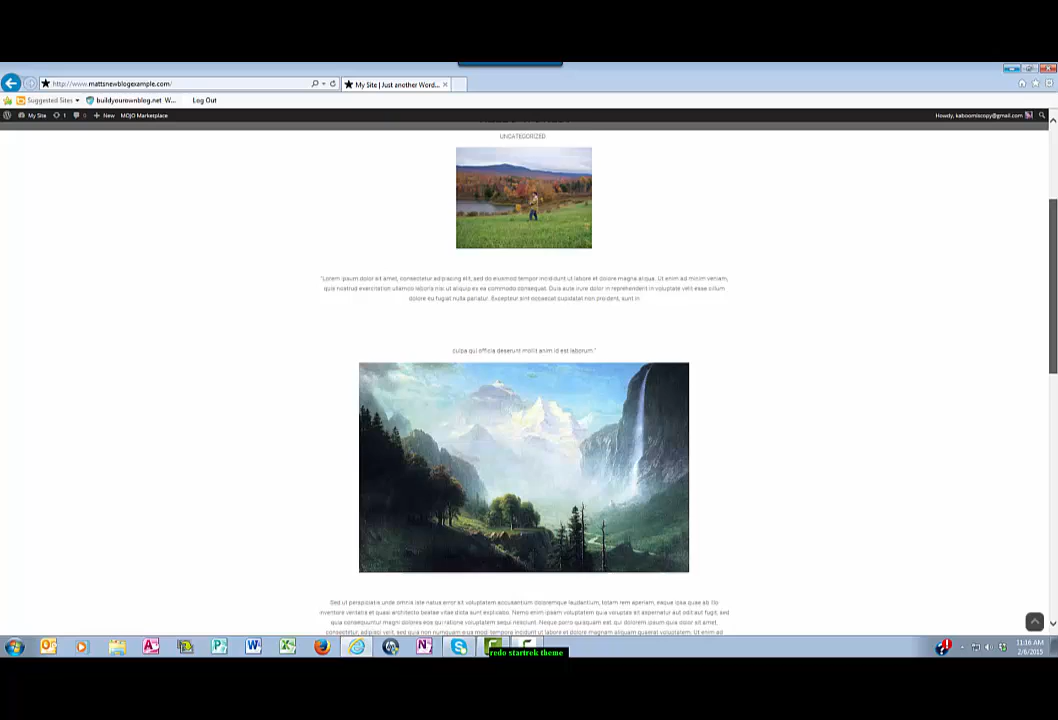 http://www.mattsnewblogexample.com/
My Site | Just another Word...
Suggested Sites
buildyourownblog.net W...
Log Out
My Site 1 0 New MOJO Marketplace
Howdy, kaboomiscopy@gmail.com
UNCATEGORIZED
"Lorem ipsum dolor sit amet, consectetur adipiscing elit, sed do eiusmod tempor incididunt ut labore et dolore magna aliqua. Ut enim ad minim veniam,
quis nostrud exercitation ullamco laboris nisi ut aliquip ex ea commodo consequat. Duis aute irure dolor in reprehenderit in voluptate velit esse cillum
dolore eu fugiat nulla pariatur. Excepteur sint occaecat cupidatat non proident, sunt in
culpa qui officia deserunt mollit anim id est laborum."
Sed ut perspiciatis unde omnis iste natus error sit voluptatem accusantium doloremque laudantium, totam rem aperiam, eaque ipsa quae ab illo
inventore veritatis et quasi architecto beatae vitae dicta sunt explicabo. Nemo enim ipsam voluptatem quia voluptas sit aspernatur aut odit aut fugit, sed
quia consequuntur magni dolores eos qui ratione voluptatem sequi nesciunt. Neque porro quisquam est, qui dolorem ipsum quia dolor sit amet,
consectetur, adipisci velit, sed quia non numquam eius modi tempora incidunt ut labore et dolore magnam aliquam quaerat voluptatem. Ut enim ad
11:16 AM
2/6/2015
redo startrek theme